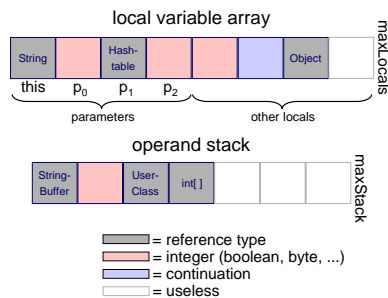 local variable array
String
Hash-
table
Object
maxLocals
this p0 p1 p2
parameters
other locals
operand stack
String-
Buffer
User-
Class
int[ ]
maxStack
= reference type
= integer (boolean, byte, ...)
= continuation
= useless